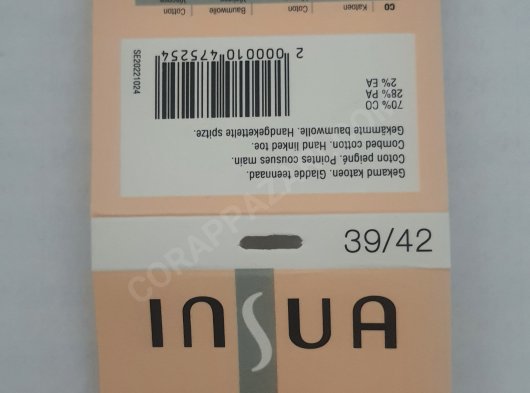 INSUA
39/42
Gekamd katoen. Gladde teennaad.
Coton peigné. Pointes cousues main.
Combed cotton. Hand linked toe.
Gekämmte baumwolle. Handgekettelte spitze.
70% CO
28% PA
2% EA
2 000010 475254
SE20221024
CO Katoen Coton Baumwolle Cotton